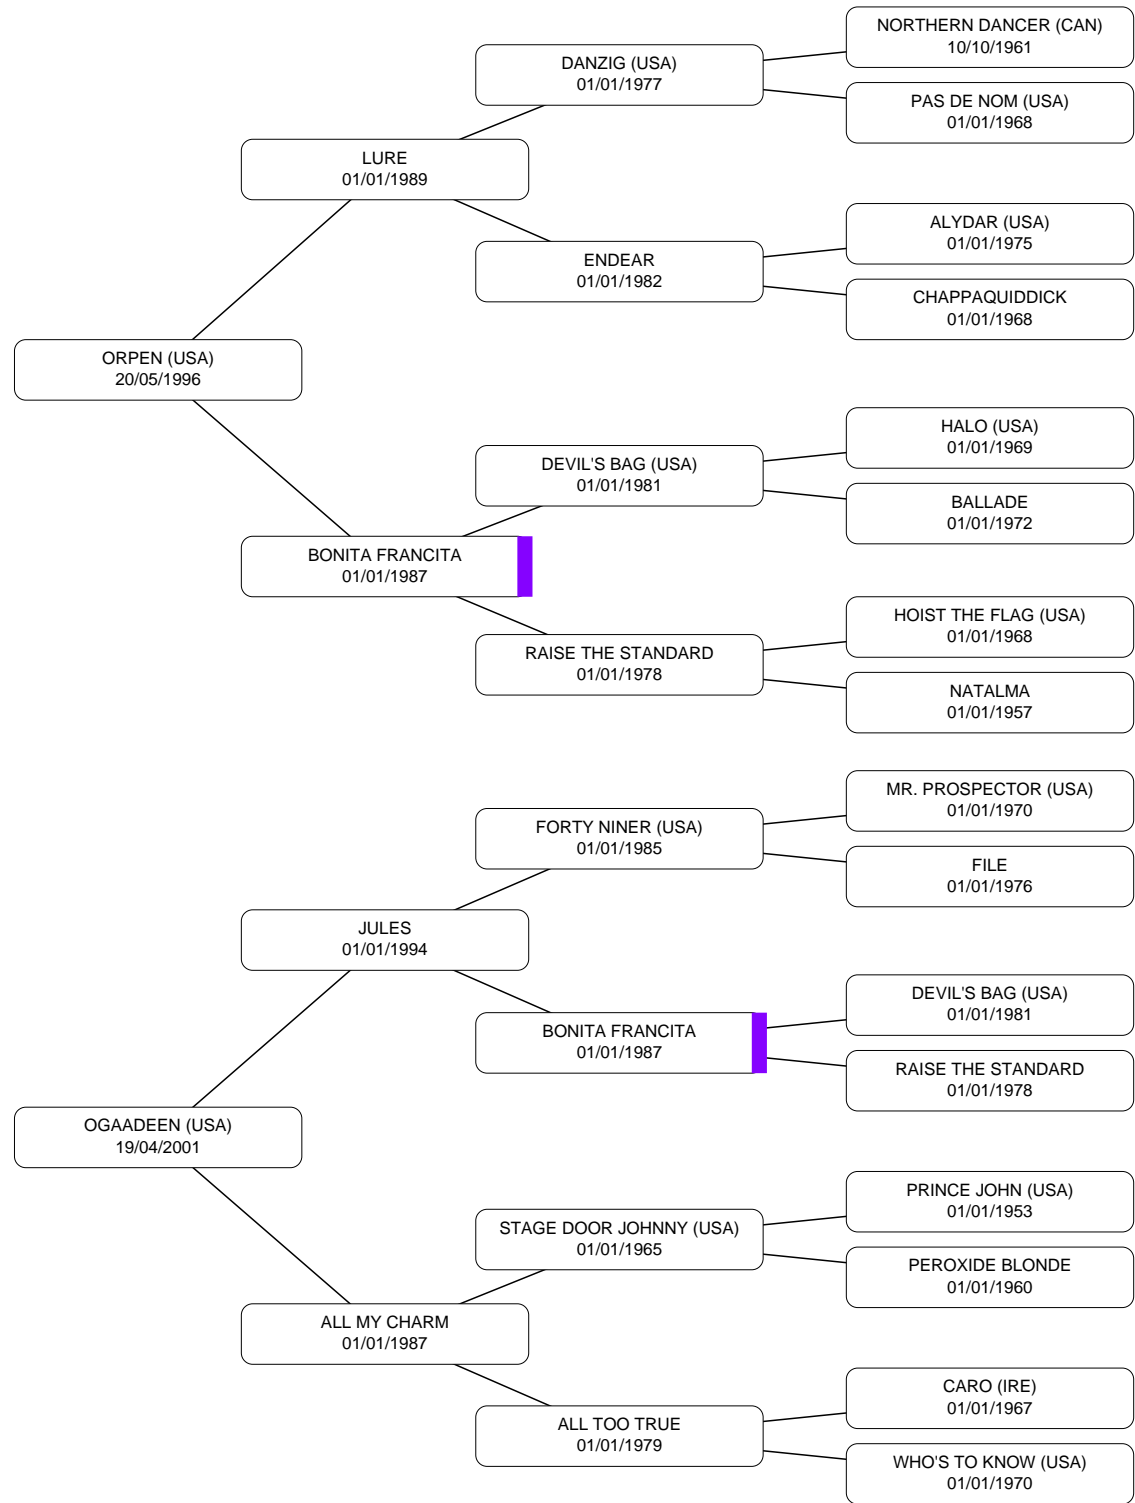 NORTHERN DANCER (CAN)
10/10/1961
DANZIG (USA)
01/01/1977
PAS DE NOM (USA)
01/01/1968
LURE
01/01/1989
ALYDAR (USA)
01/01/1975
ENDEAR
01/01/1982
CHAPPAQUIDDICK
01/01/1968
ORPEN (USA)
20/05/1996
HALO (USA)
01/01/1969
DEVIL'S BAG (USA)
01/01/1981
BALLADE
01/01/1972
BONITA FRANCITA
01/01/1987
HOIST THE FLAG (USA)
01/01/1968
RAISE THE STANDARD
01/01/1978
NATALMA
01/01/1957
MR. PROSPECTOR (USA)
01/01/1970
FORTY NINER (USA)
01/01/1985
FILE
01/01/1976
JULES
01/01/1994
DEVIL'S BAG (USA)
01/01/1981
BONITA FRANCITA
01/01/1987
RAISE THE STANDARD
01/01/1978
OGAADEEN (USA)
19/04/2001
PRINCE JOHN (USA)
01/01/1953
STAGE DOOR JOHNNY (USA)
01/01/1965
PEROXIDE BLONDE
01/01/1960
ALL MY CHARM
01/01/1987
CARO (IRE)
01/01/1967
ALL TOO TRUE
01/01/1979
WHO'S TO KNOW (USA)
01/01/1970